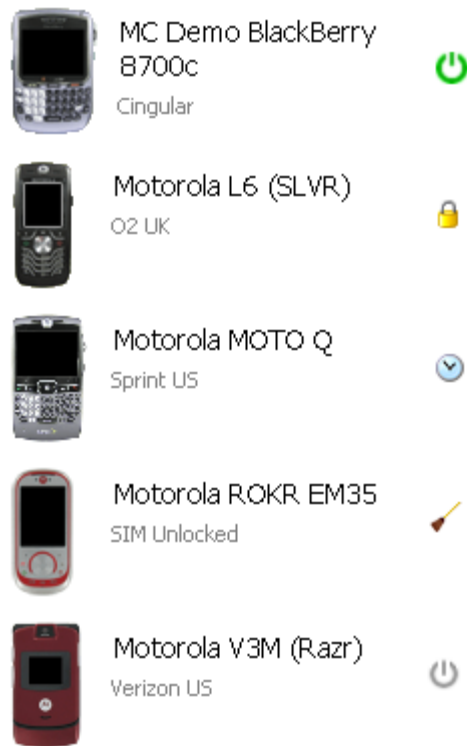 MC Demo BlackBerry
8700c
Cingular
Motorola L6 (SLVR)
O2 UK
Motorola MOTO Q
Sprint US
Motorola ROKR EM35
SIM Unlocked
Motorola V3M (Razr)
Verizon US